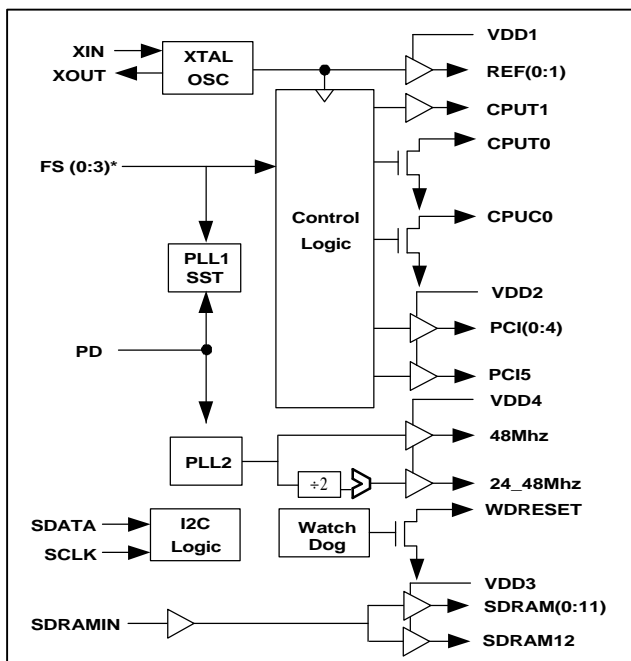 XIN
XOUT
XTAL
OSC
VDD1
REF(0:1)
CPUT1
CPUT0
FS (0:3)*
Control
Logic
CPUC0
PLL1
SST
VDD2
PCI(0:4)
PD
PCI5
VDD4
48Mhz
PLL2
÷2
24_48Mhz
WDRESET
SDATA
SCLK
I2C
Logic
Watch
Dog
VDD3
SDRAM(0:11)
SDRAMIN
SDRAM12